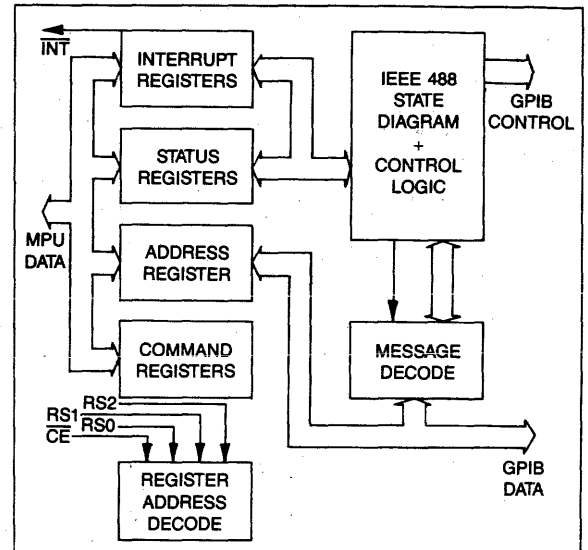 INT
INTERRUPT
REGISTERS
IEEE 488
STATE
DIAGRAM
+
CONTROL
LOGIC
GPIB
CONTROL
STATUS
REGISTERS
MPU
DATA
ADDRESS
REGISTER
COMMAND
REGISTERS
MESSAGE
DECODE
RS2
RS1
RS0
CE
REGISTER
ADDRESS
DECODE
GPIB
DATA